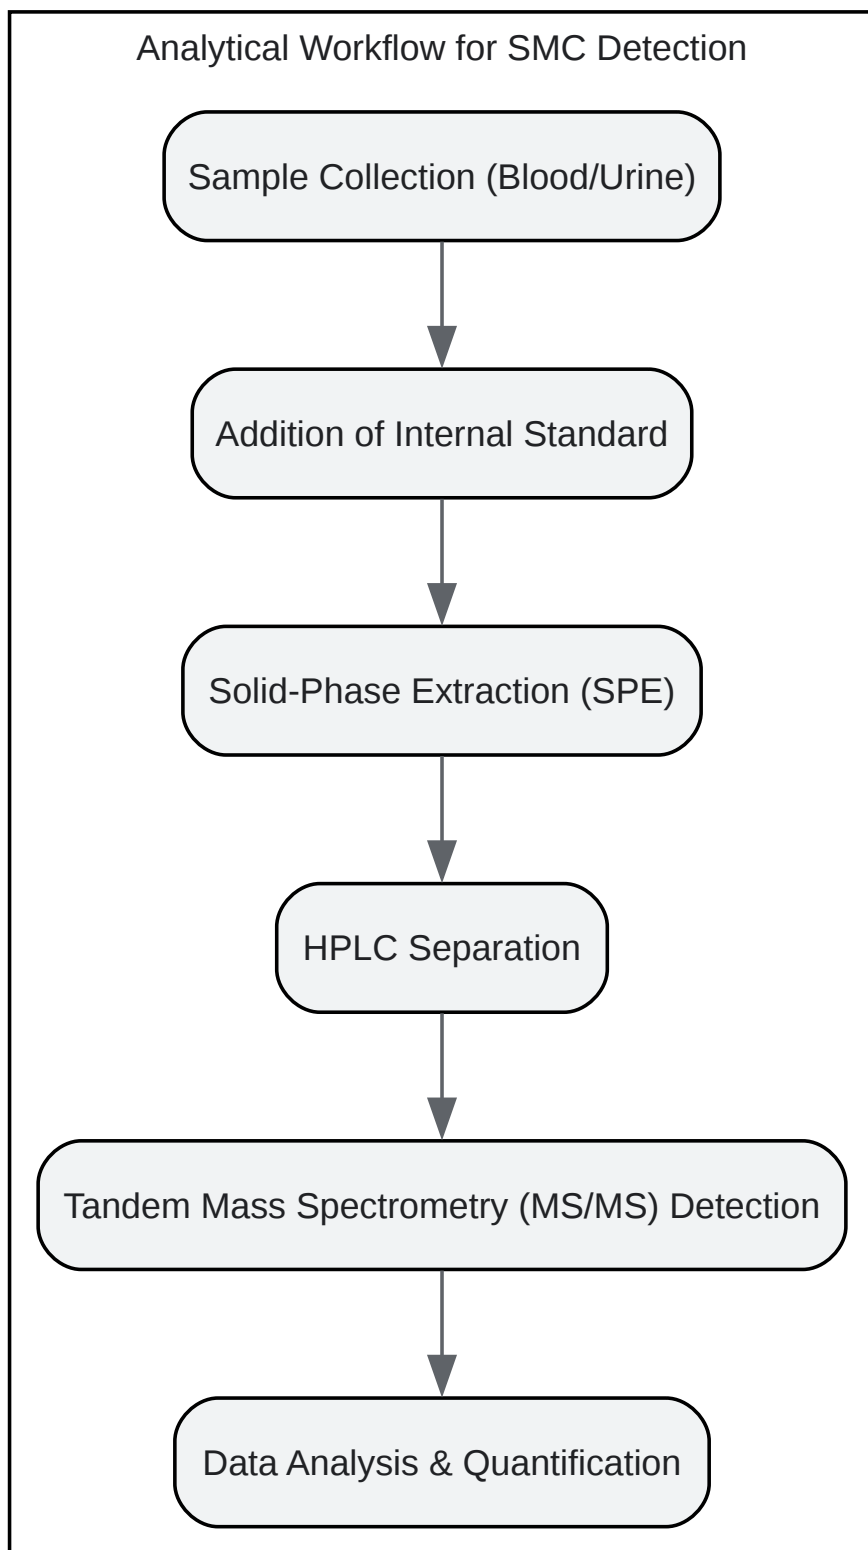 Analytical Workflow for SMC Detection
Sample Collection (Blood/Urine)
Addition of Internal Standard
Solid-Phase Extraction (SPE)
HPLC Separation
Tandem Mass Spectrometry (MS/MS) Detection
Data Analysis & Quantification